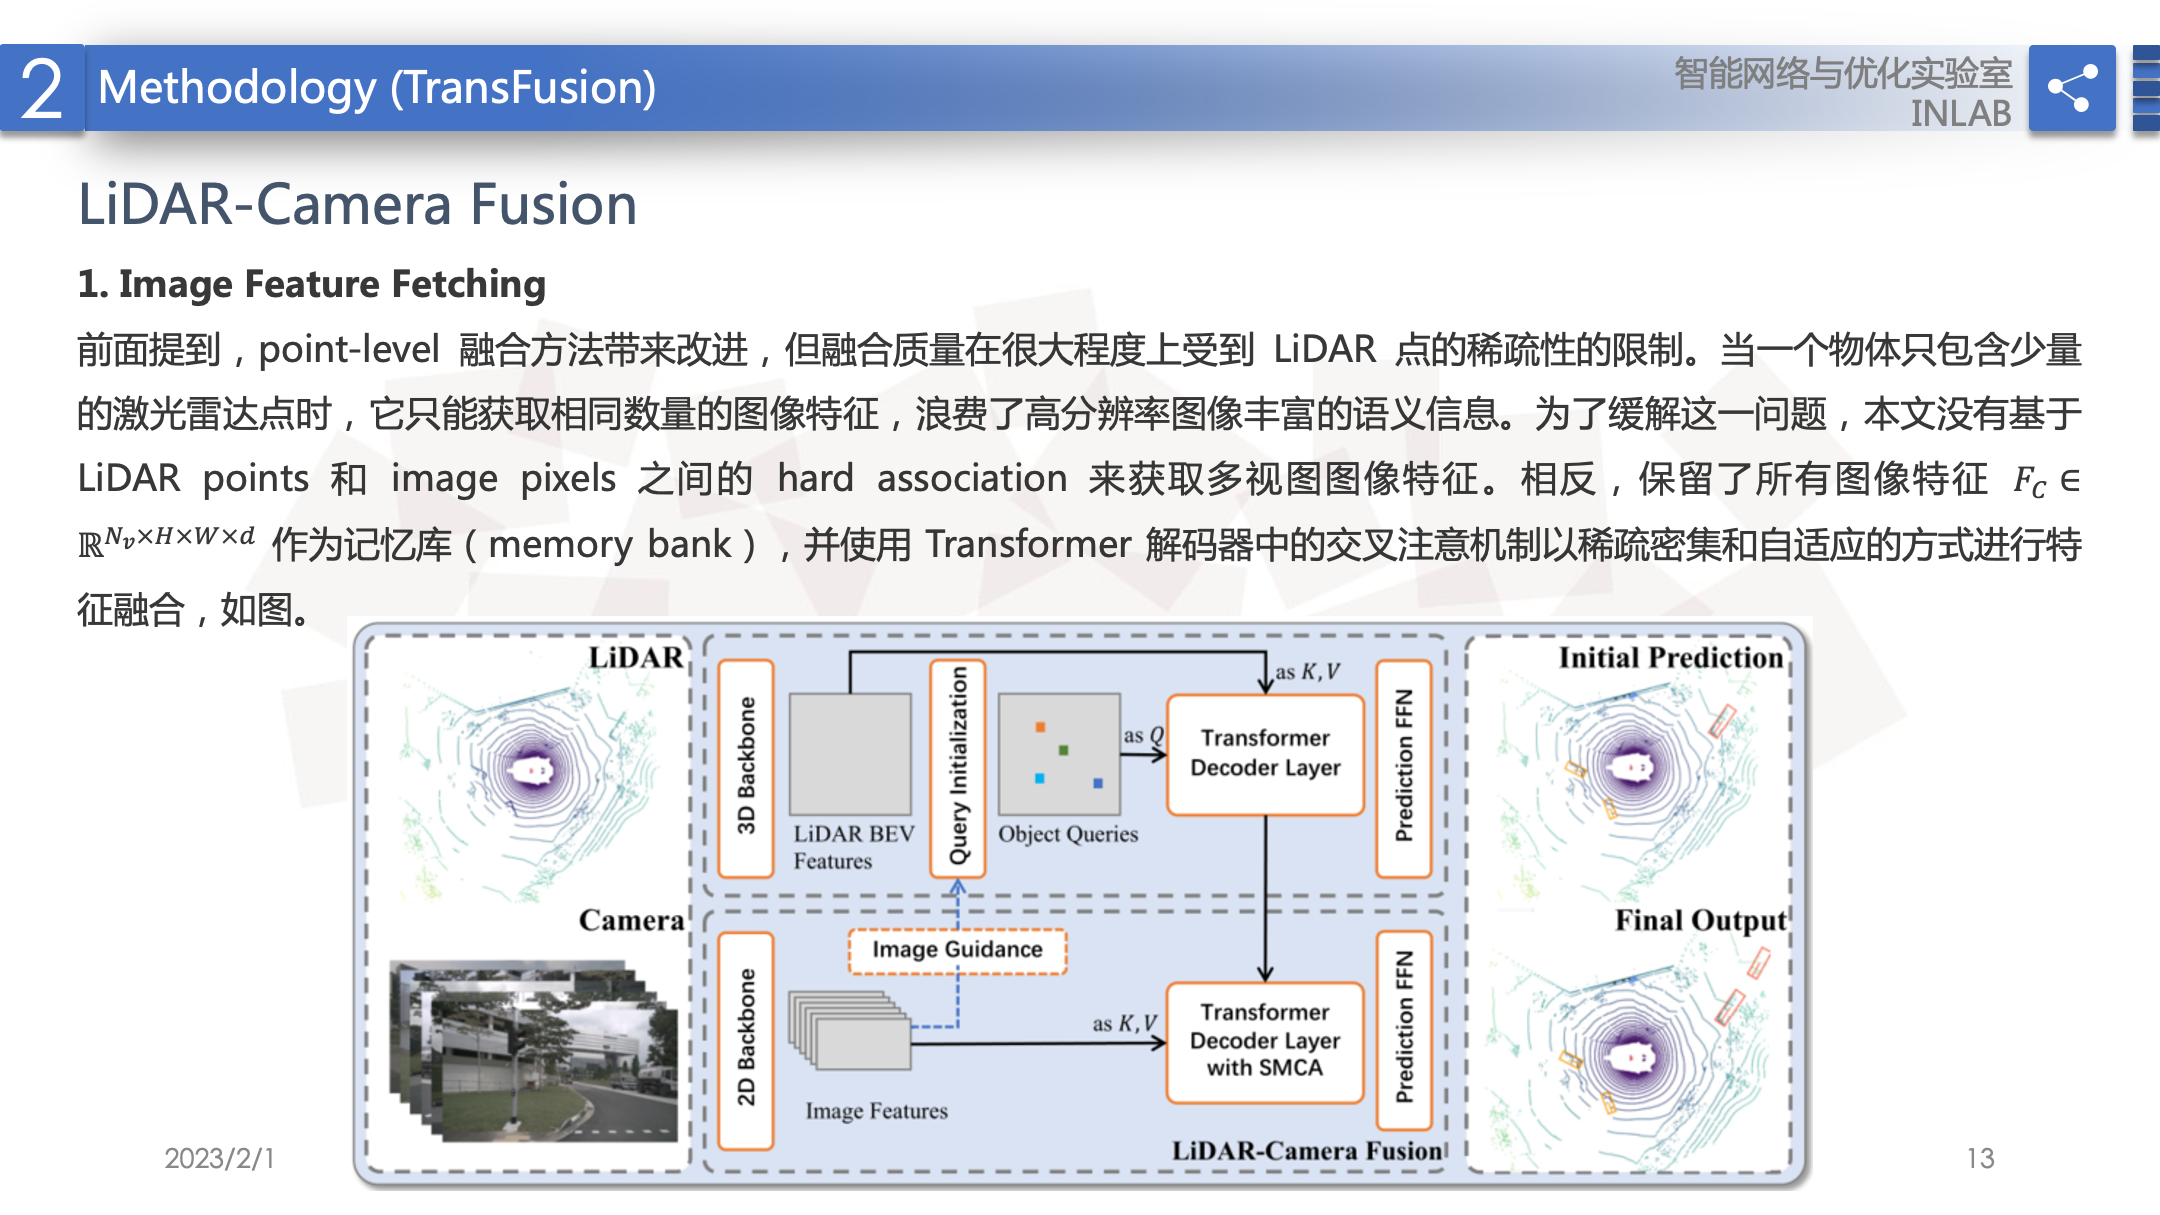 2
Methodology (TransFusion)
智能网络与优化实验室
INLAB
LiDAR-Camera Fusion
1. Image Feature Fetching
前面提到，point-level 融合方法带来改进，但融合质量在很大程度上受到 LiDAR 点的稀疏性的限制。当一个物体只包含少量
的激光雷达点时，它只能获取相同数量的图像特征，浪费了高分辨率图像丰富的语义信息。为了缓解这一问题，本文没有基于
LiDAR points 和 image pixels 之间的 hard association 来获取多视图图像特征。相反，保留了所有图像特征 F_C ∈
ℝ^{N_v×H×W×d} 作为记忆库（memory bank），并使用 Transformer 解码器中的交叉注意机制以稀疏密集和自适应的方式进行特
征融合，如图。
LiDAR
Camera
3D Backbone
LiDAR BEV
Features
Query Initialization
Object Queries
as Q
as K,V
Transformer
Decoder Layer
Prediction FFN
2D Backbone
Image Guidance
Image Features
as K,V
Transformer
Decoder Layer
with SMCA
Prediction FFN
LiDAR-Camera Fusion
Initial Prediction
Final Output
2023/2/1
13